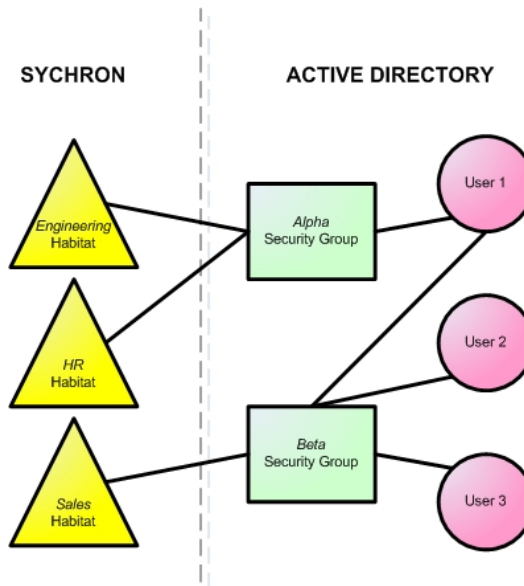 SYCHRON
ACTIVE DIRECTORY
Engineering
Habitat
Alpha
Security Group
User 1
HR
Habitat
User 2
Sales
Habitat
Beta
Security Group
User 3